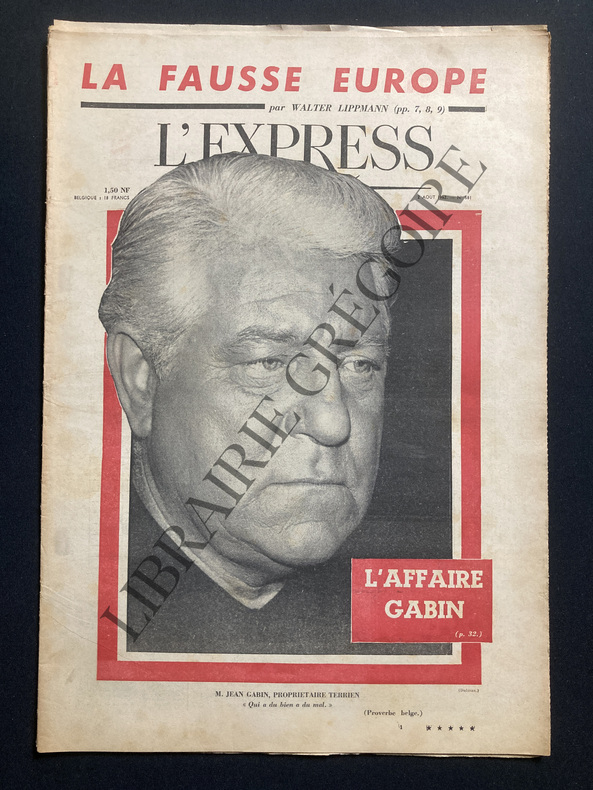 LA FAUSSE EUROPE
par WALTER LIPPMANN (pp. 7, 8, 9)
L'EXPRESS
1,50 NF
BELGIQUE : 18 FRANCS
AOUT
LIBRAIRIE GRÉGOIRE
L'AFFAIRE
GABIN
(p. 32.)
M. JEAN GABIN, PROPRIETAIRE TERRIEN
« Qui a du bien a du mal. »
(Proverbe belge.)
★ ★ ★ ★ ★